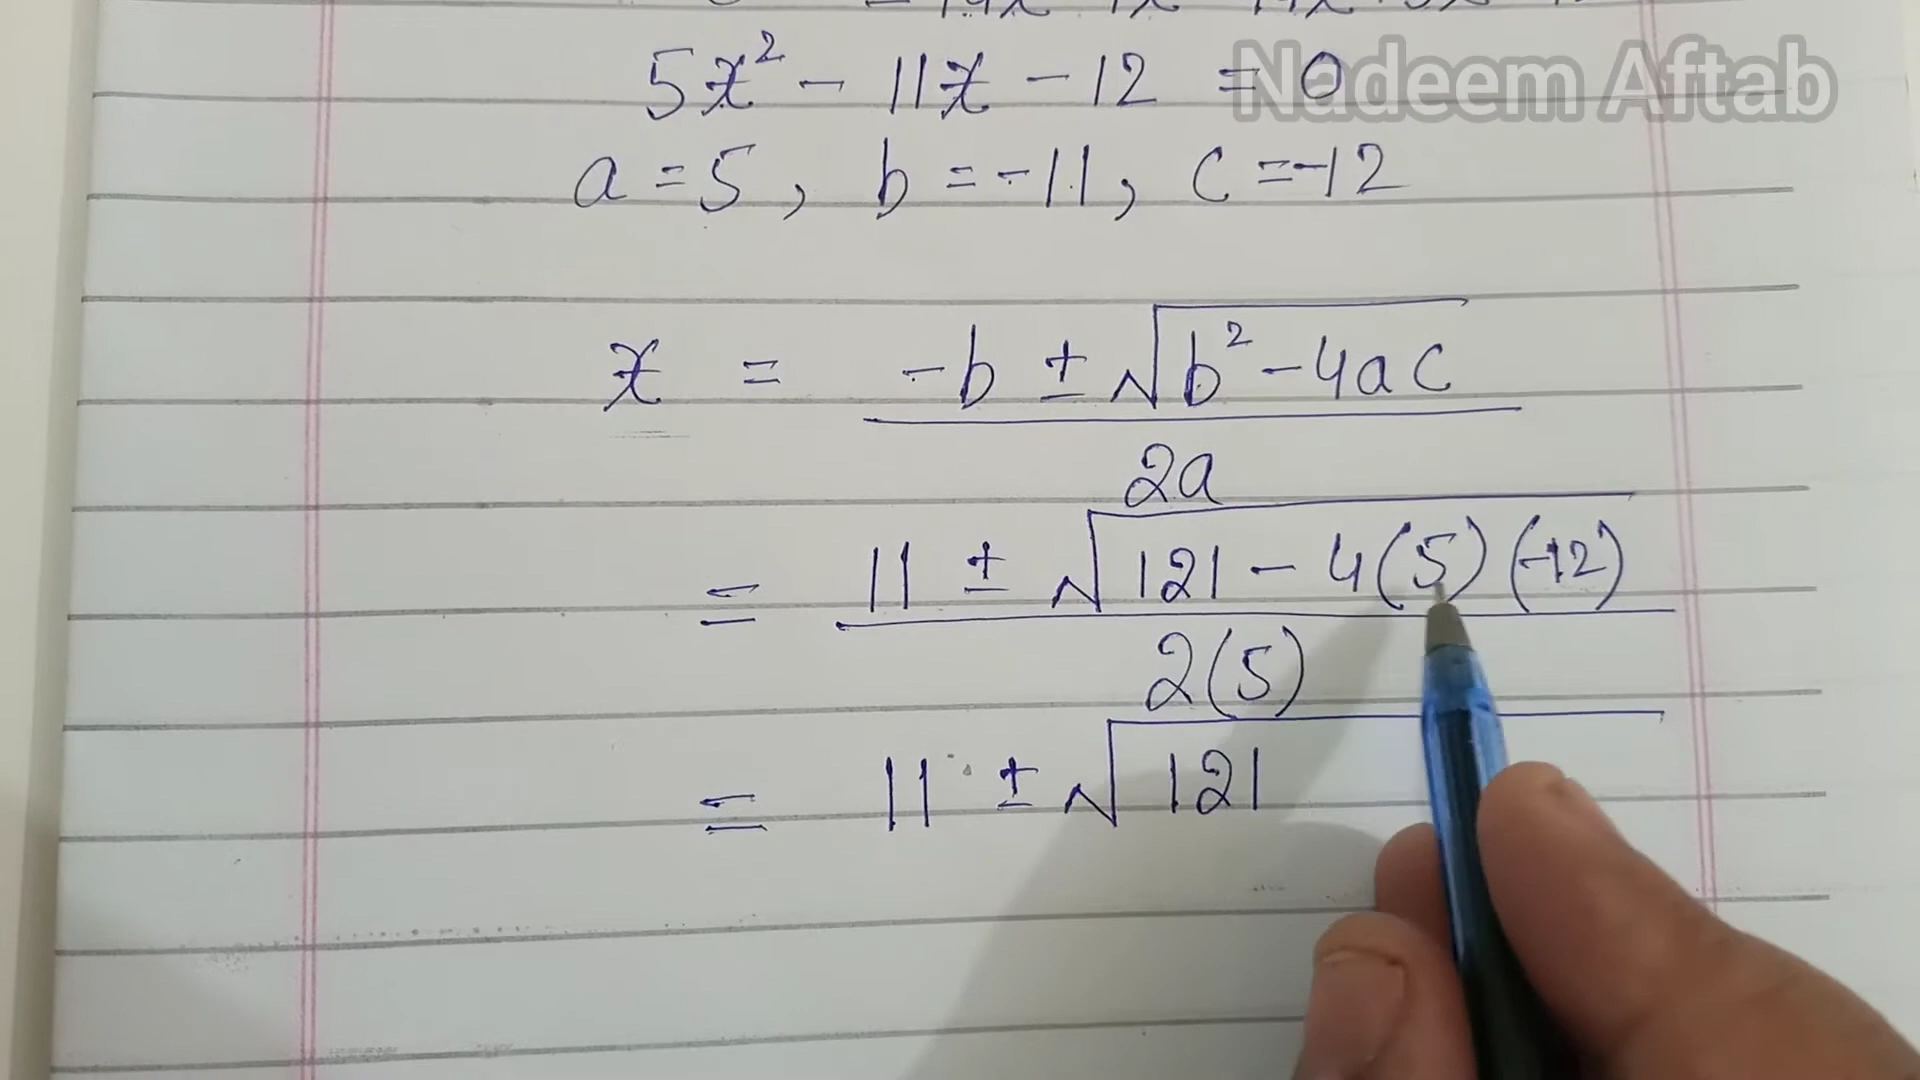 5x² - 11x - 12 = 0
Nadeem Aftab
a = 5, b = -11, c = -12
x = -b ± √b² - 4ac
2a
= 11 ± √121 - 4(5)(-12)
2(5)
= 11 ± √121